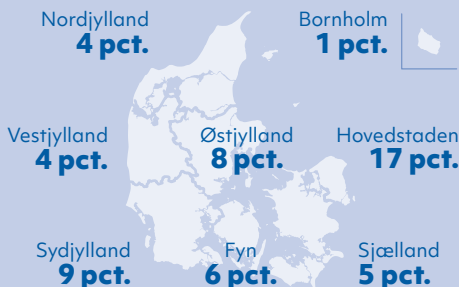 Nordjylland
4 pct.
Bornholm
1 pct.
Vestjylland
4 pct.
Østjylland
8 pct.
Hovedstaden
17 pct.
Sydjylland
9 pct.
Fyn
6 pct.
Sjælland
5 pct.